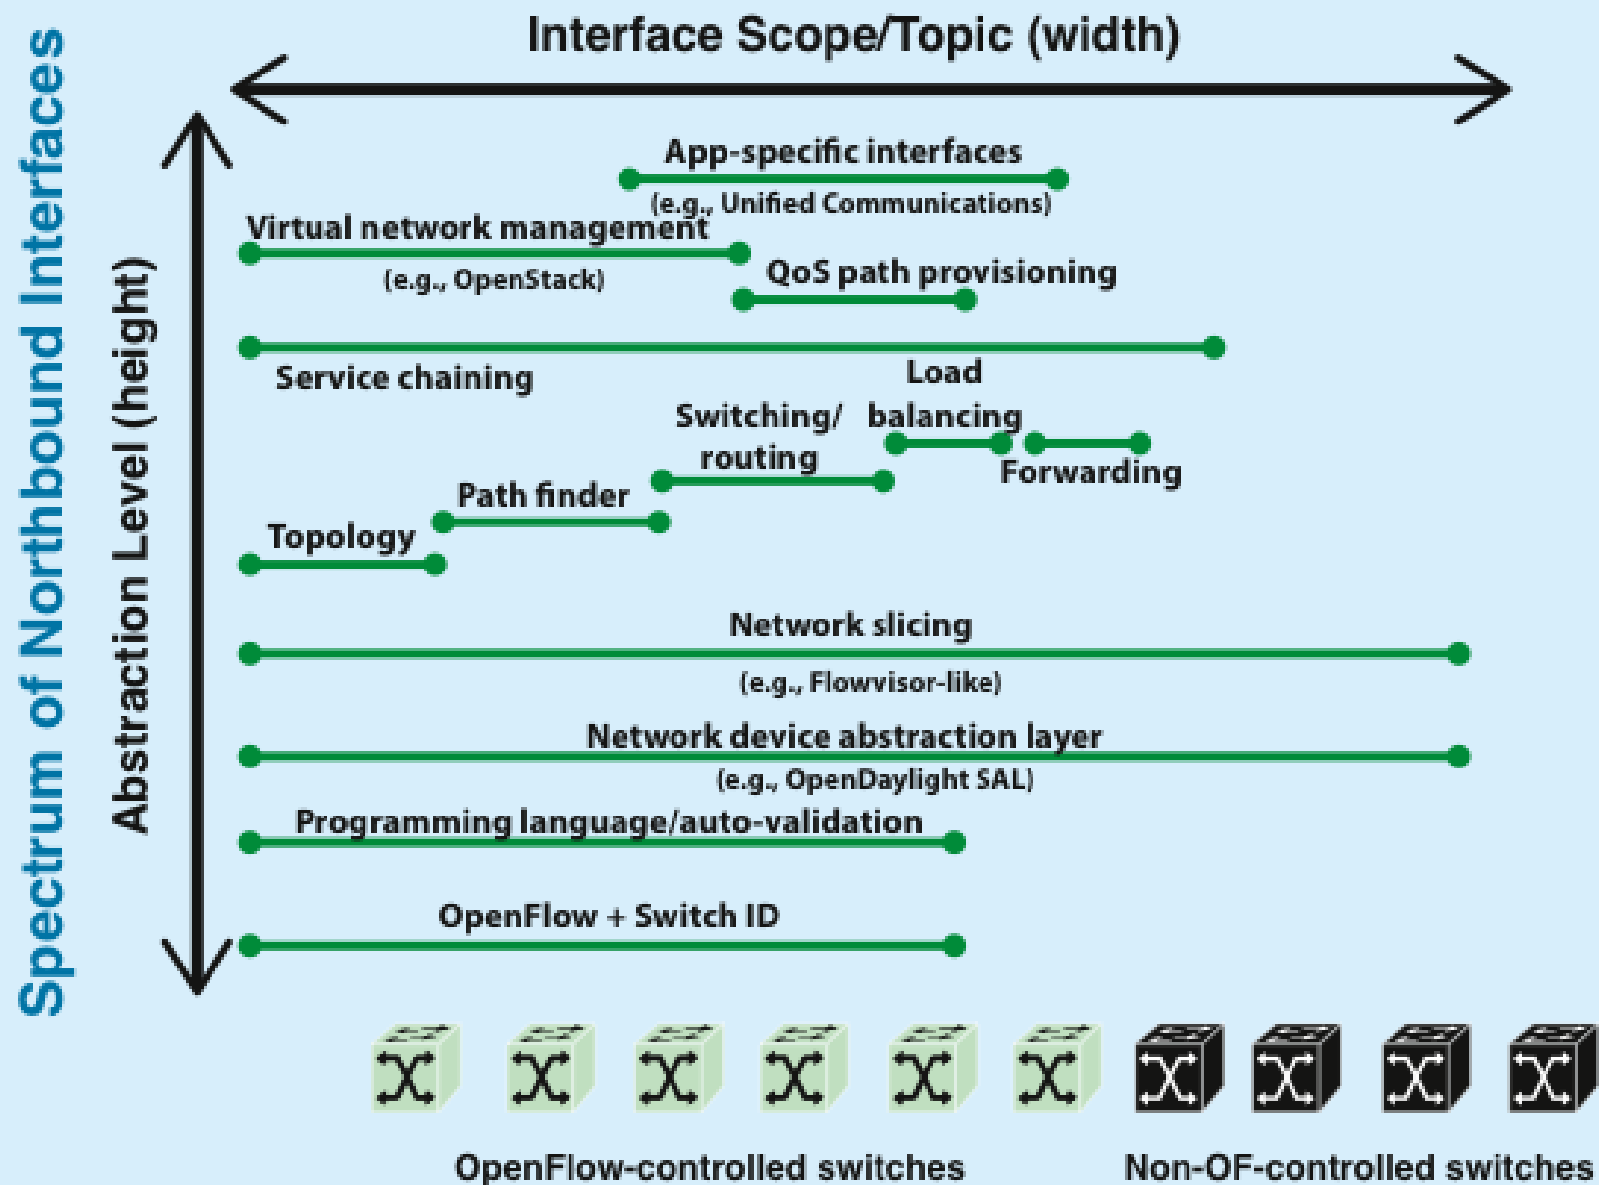 Interface Scope/Topic (width)
Spectrum of Northbound Interfaces
Abstraction Level (height)
App-specific interfaces
(e.g., Unified Communications)
Virtual network management
(e.g., OpenStack)
QoS path provisioning
Service chaining
Load
balancing
Switching/
routing
Forwarding
Path finder
Topology
Network slicing
(e.g., Flowvisor-like)
Network device abstraction layer
(e.g., OpenDaylight SAL)
Programming language/auto-validation
OpenFlow + Switch ID
OpenFlow-controlled switches
Non-OF-controlled switches